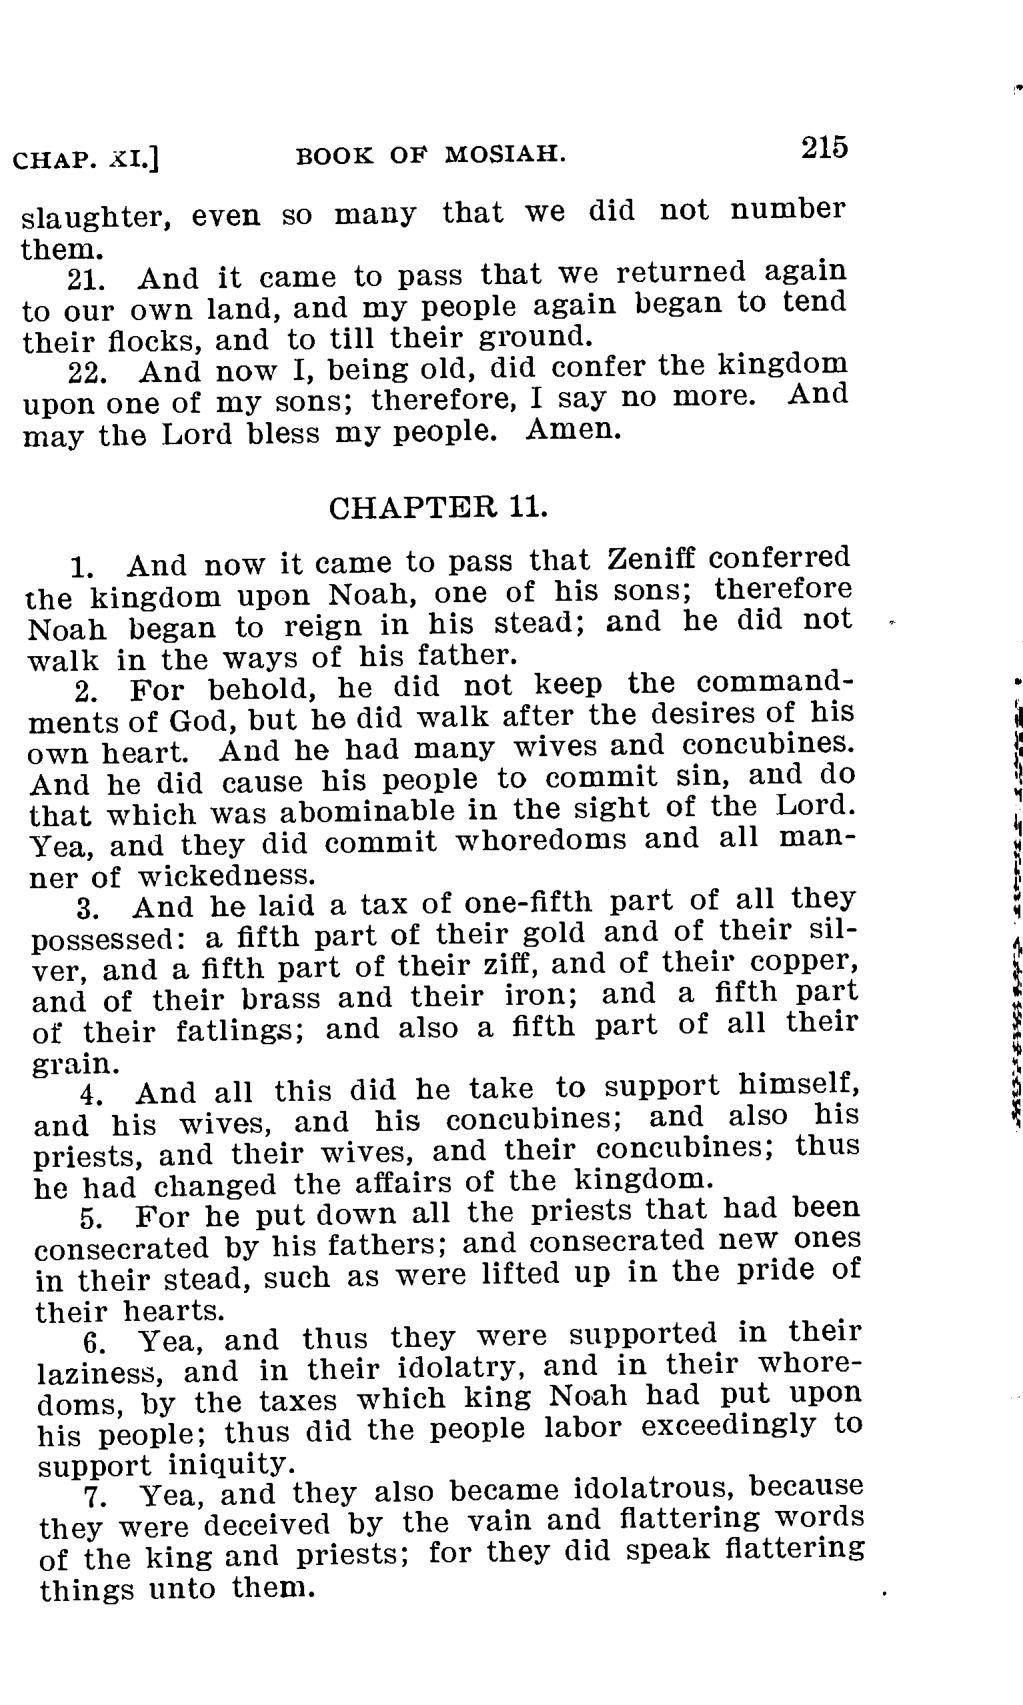 CHAP. XI.] BOOK OF MOSIAH. 215
slaughter, even so many that we did not number
them.
21. And it came to pass that we returned again
to our own land, and my people again began to tend
their flocks, and to till their ground.
22. And now I, being old, did confer the kingdom
upon one of my sons; therefore, I say no more. And
may the Lord bless my people. Amen.
CHAPTER 11.
1. And now it came to pass that Zeniff conferred
the kingdom upon Noah, one of his sons; therefore
Noah began to reign in his stead; and he did not
walk in the ways of his father.
2. For behold, he did not keep the command-
ments of God, but he did walk after the desires of his
own heart. And he had many wives and concubines.
And he did cause his people to commit sin, and do
that which was abominable in the sight of the Lord.
Yea, and they did commit whoredoms and all man-
ner of wickedness.
3. And he laid a tax of one-fifth part of all they
possessed: a fifth part of their gold and of their sil-
ver, and a fifth part of their ziff, and of their copper,
and of their brass and their iron; and a fifth part
of their fatlings; and also a fifth part of all their
grain.
4. And all this did he take to support himself,
and his wives, and his concubines; and also his
priests, and their wives, and their concubines; thus
he had changed the affairs of the kingdom.
5. For he put down all the priests that had been
consecrated by his fathers; and consecrated new ones
in their stead, such as were lifted up in the pride of
their hearts.
6. Yea, and thus they were supported in their
laziness, and in their idolatry, and in their whore-
doms, by the taxes which king Noah had put upon
his people; thus did the people labor exceedingly to
support iniquity.
7. Yea, and they also became idolatrous, because
they were deceived by the vain and flattering words
of the king and priests; for they did speak flattering
things unto them.